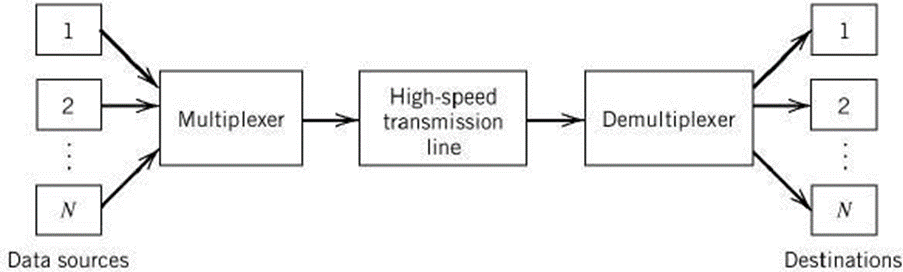 1
2
⋮
N
Data sources
Multiplexer
High-speed
transmission
line
Demultiplexer
1
2
⋮
N
Destinations